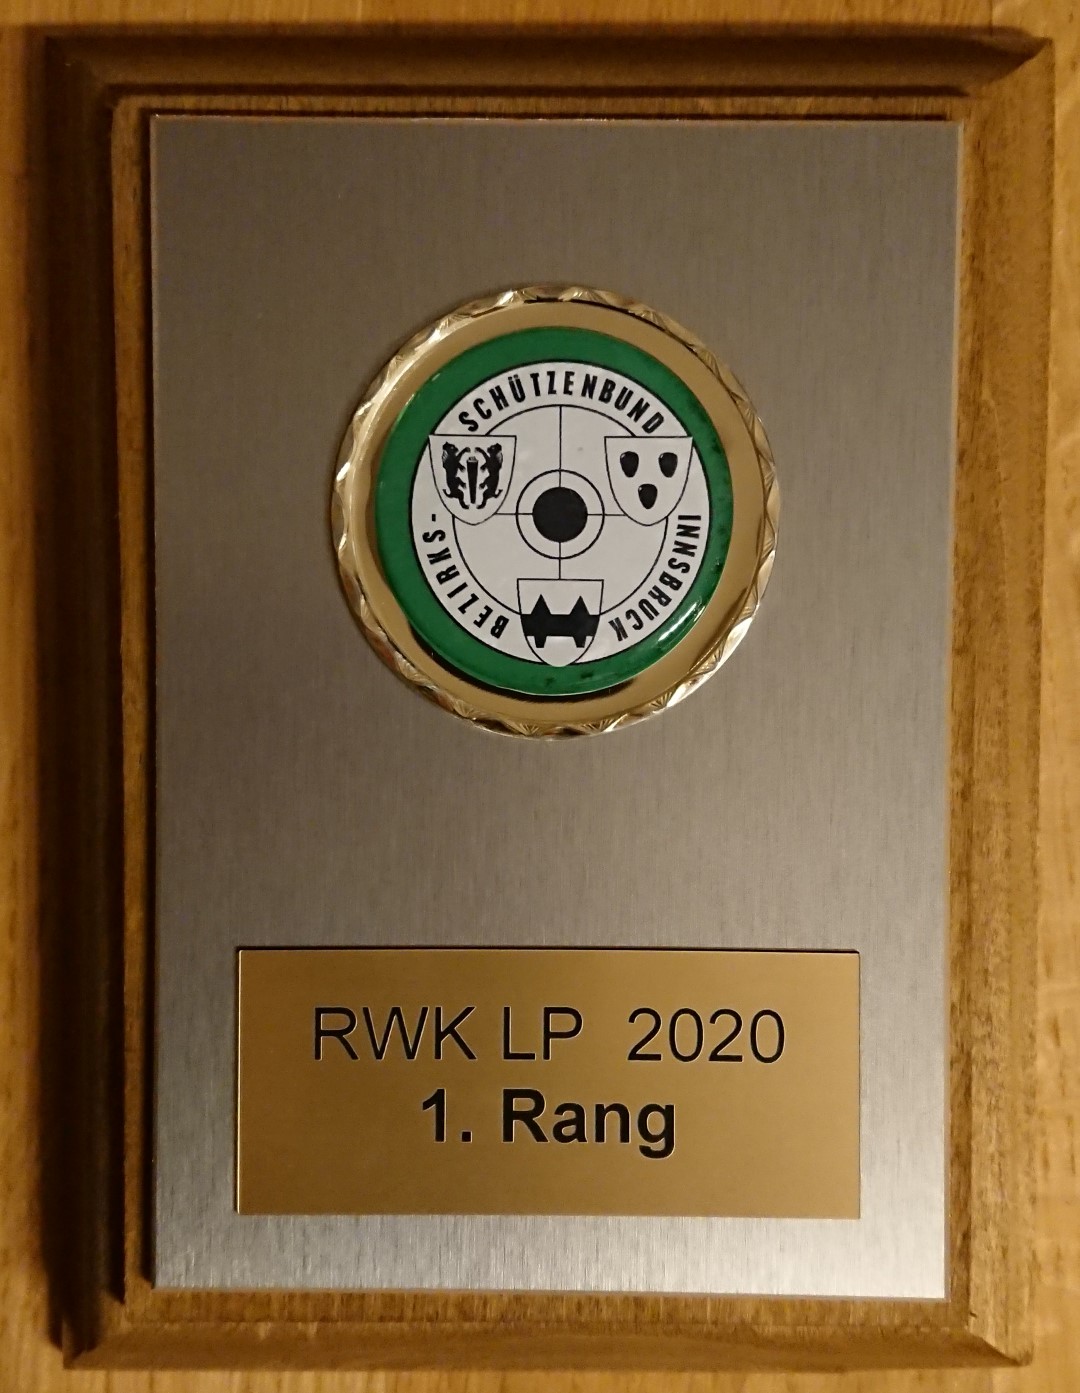 BEZIRKS-
SCHÜTZENBUND
INNSBRUCK
RWK LP 2020
1. Rang